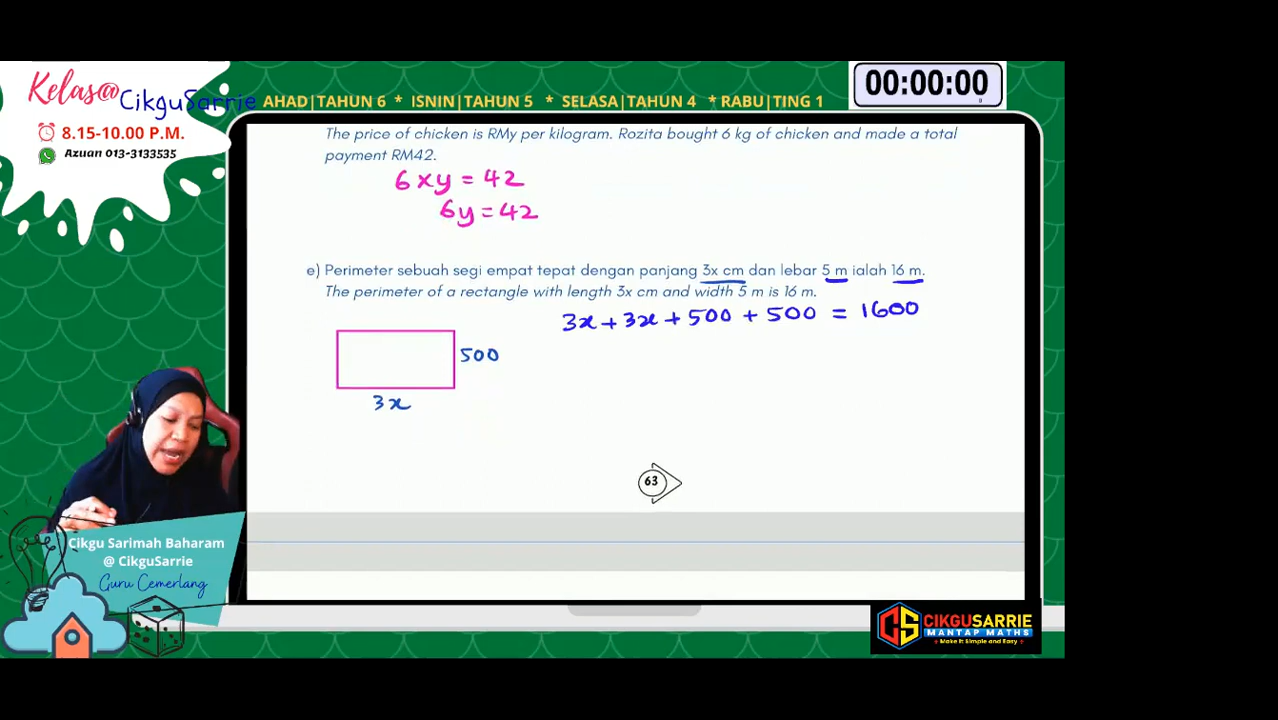 Kelas@CikguSarrie
8.15-10.00 P.M.
Azuan 013-3133535
AHAD|TAHUN 6 * ISNIN|TAHUN 5 * SELASA|TAHUN 4 *RABU|TING 1
00:00:00
The price of chicken is RMy per kilogram. Rozita bought 6 kg of chicken and made a total
payment RM42.
6 x y = 42
6y = 42
e) Perimeter sebuah segi empat tepat dengan panjang 3x cm dan lebar 5 m ialah 16 m.
The perimeter of a rectangle with length 3x cm and width 5 m is 16 m.
3x + 3x + 500 + 500 = 1600
500
3x
63
Cikgu Sarimah Baharam
@ CikguSarrie
Guru Cemerlang
CS
CIKGUSARRIE
MANTAP MATHS
Make It Simple and Easy